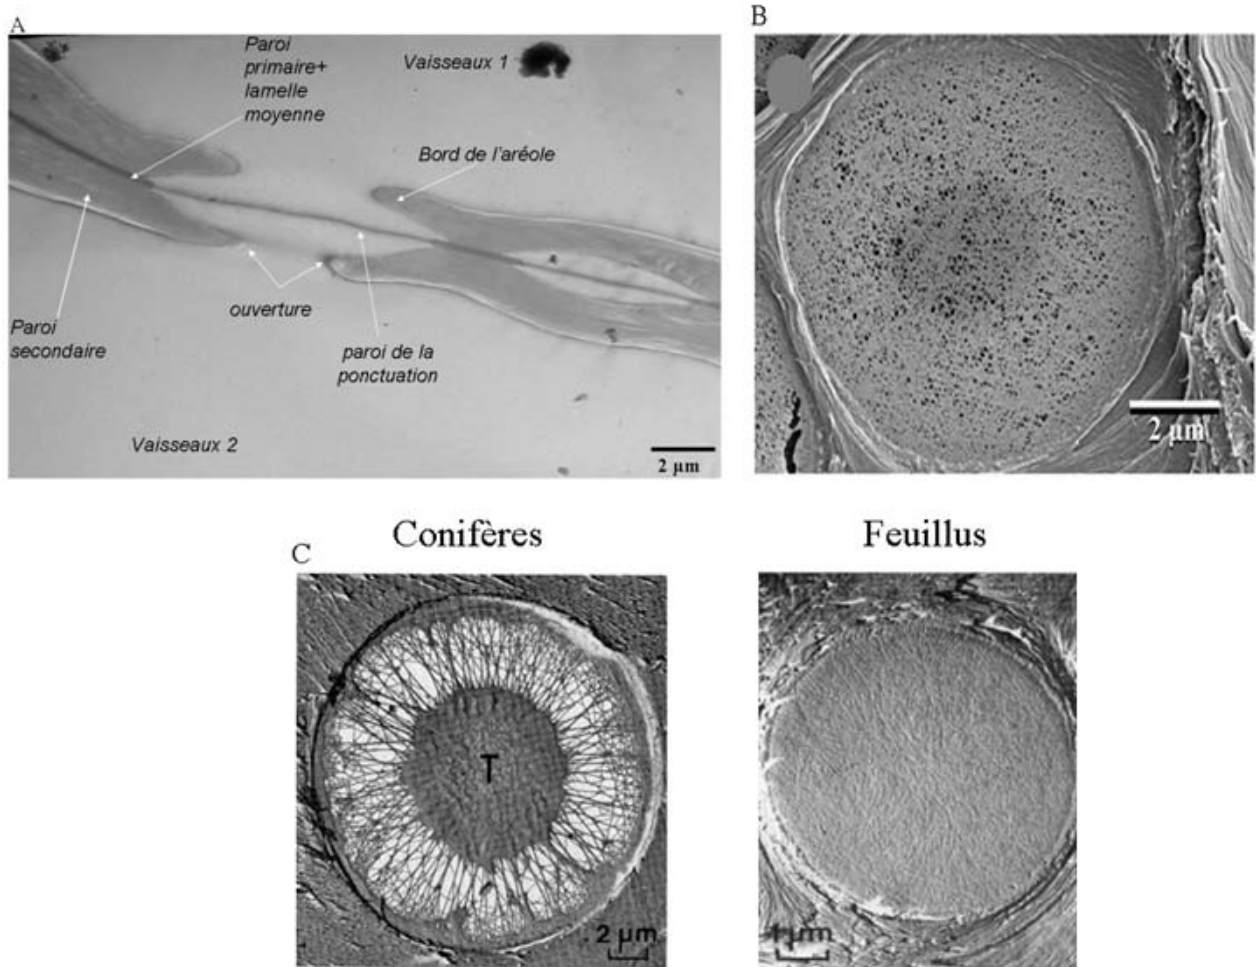 A
Paroi
primaire+
lamelle
moyenne
Vaisseaux 1
Bord de l'aréole
ouverture
Paroi
secondaire
paroi de la
ponctuation
Vaisseaux 2
2 µm
B
2 µm
Conifères
Feuillus
C
T
2 µm
1 µm